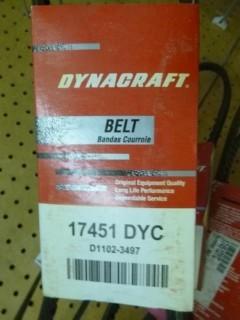 DYNACRAFT
BELT
Bandas Courroie
Original Equipment Quality
Long Life Performance
Dependable Service
17451 DYC
D1102-3497